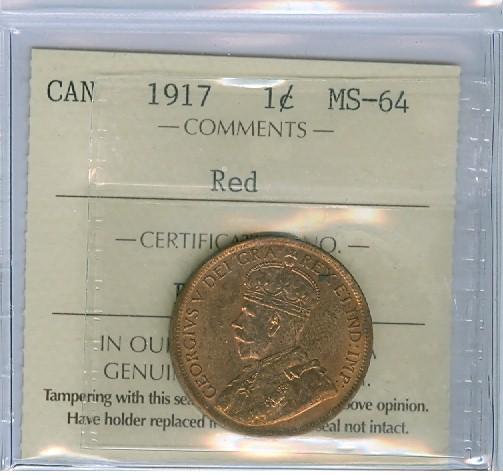 CAN 1917 1¢ MS-64
— COMMENTS —
Red
— CERTIFICA NO. —
IN OU
GENUI
Tampering with this se ove opinion.
Have holder replaced i eal not intact.
GEORGIVS V DEI GRA: REX ET IND: IMP: